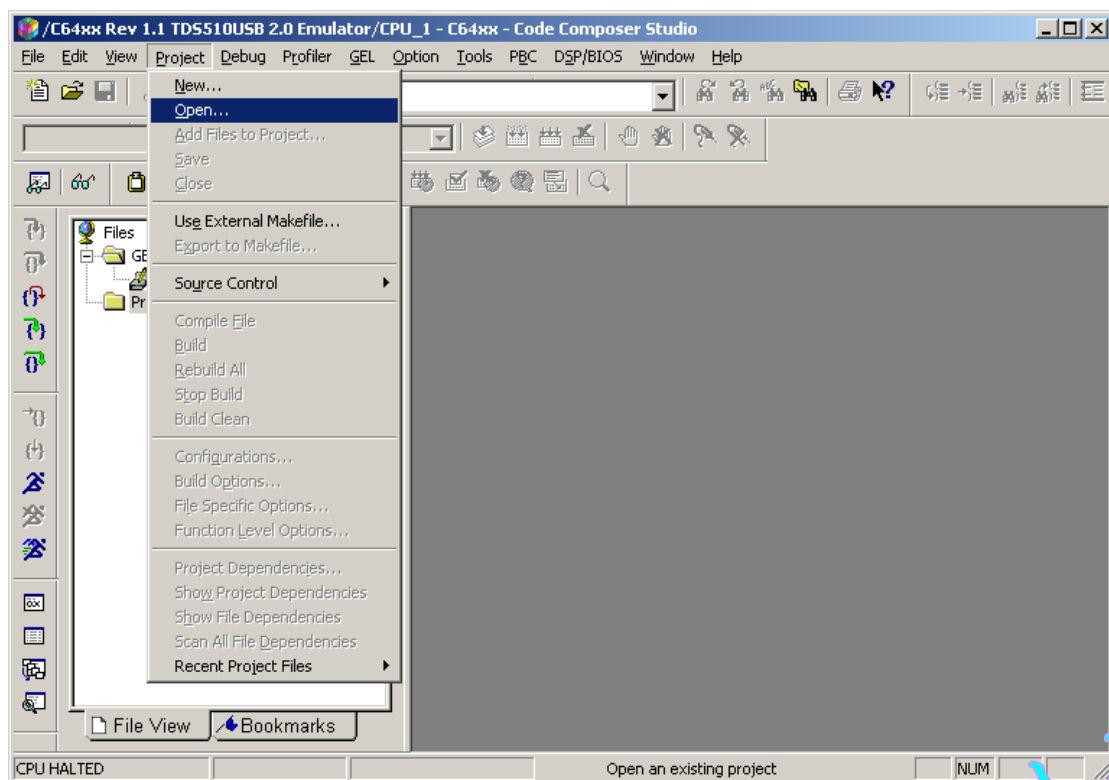 /C64xx Rev 1.1 TDS510USB 2.0 Emulator/CPU_1 - C64xx - Code Composer Studio
File Edit View Project Debug Profiler GEL Option Tools PBC DSP/BIOS Window Help
New...
Open...
Add Files to Project...
Save
Close
Use External Makefile...
Export to Makefile...
Source Control
Compile File
Build
Rebuild All
Stop Build
Build Clean
Configurations...
Build Options...
File Specific Options...
Function Level Options...
Project Dependencies...
Show Project Dependencies
Show File Dependencies
Scan All File Dependencies
Recent Project Files
Files
GE
Pr
File View Bookmarks
CPU HALTED Open an existing project NUM